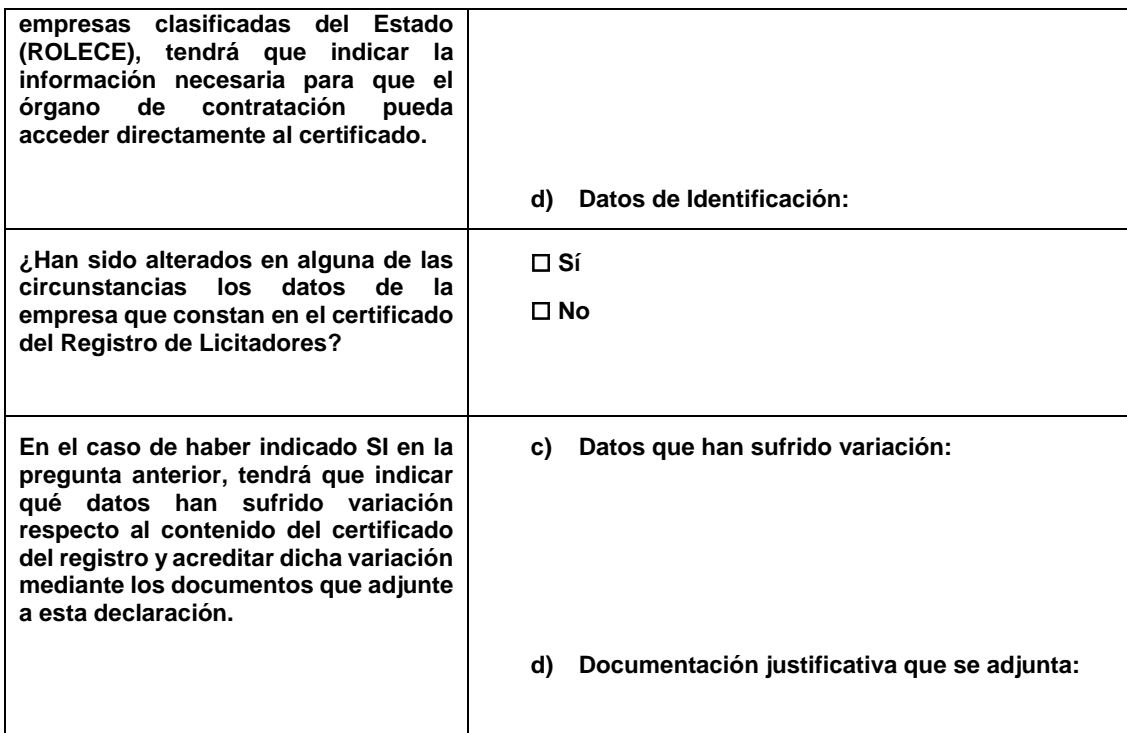 empresas clasificadas del Estado
(ROLECE), tendrá que indicar la
información necesaria para que el
órgano de contratación pueda
acceder directamente al certificado.
d) Datos de Identificación:
¿Han sido alterados en alguna de las
circunstancias los datos de la
empresa que constan en el certificado
del Registro de Licitadores?
☐ Sí
☐ No
En el caso de haber indicado SI en la
pregunta anterior, tendrá que indicar
qué datos han sufrido variación
respecto al contenido del certificado
del registro y acreditar dicha variación
mediante los documentos que adjunte
a esta declaración.
c) Datos que han sufrido variación:
d) Documentación justificativa que se adjunta: